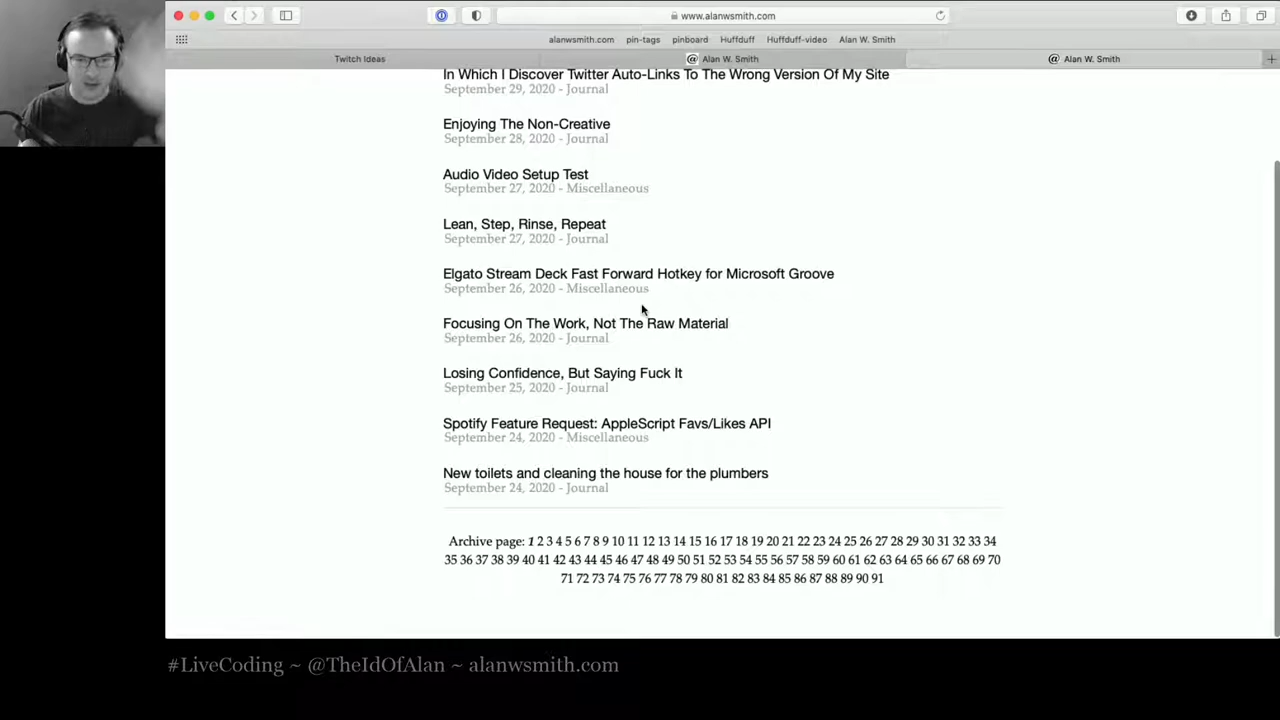 www.alanwsmith.com
alanwsmith.com pin-tags pinboard Huffduff Huffduff-video Alan W. Smith
Twitch Ideas @ Alan W. Smith @ Alan W. Smith
In Which I Discover Twitter Auto-Links To The Wrong Version Of My Site
September 29, 2020 - Journal
Enjoying The Non-Creative
September 28, 2020 - Journal
Audio Video Setup Test
September 27, 2020 - Miscellaneous
Lean, Step, Rinse, Repeat
September 27, 2020 - Journal
Elgato Stream Deck Fast Forward Hotkey for Microsoft Groove
September 26, 2020 - Miscellaneous
Focusing On The Work, Not The Raw Material
September 26, 2020 - Journal
Losing Confidence, But Saying Fuck It
September 25, 2020 - Journal
Spotify Feature Request: AppleScript Favs/Likes API
September 24, 2020 - Miscellaneous
New toilets and cleaning the house for the plumbers
September 24, 2020 - Journal
Archive page: 1 2 3 4 5 6 7 8 9 10 11 12 13 14 15 16 17 18 19 20 21 22 23 24 25 26 27 28 29 30 31 32 33 34
35 36 37 38 39 40 41 42 43 44 45 46 47 48 49 50 51 52 53 54 55 56 57 58 59 60 61 62 63 64 65 66 67 68 69 70
71 72 73 74 75 76 77 78 79 80 81 82 83 84 85 86 87 88 89 90 91
#LiveCoding ~ @TheIdOfAlan ~ alanwsmith.com